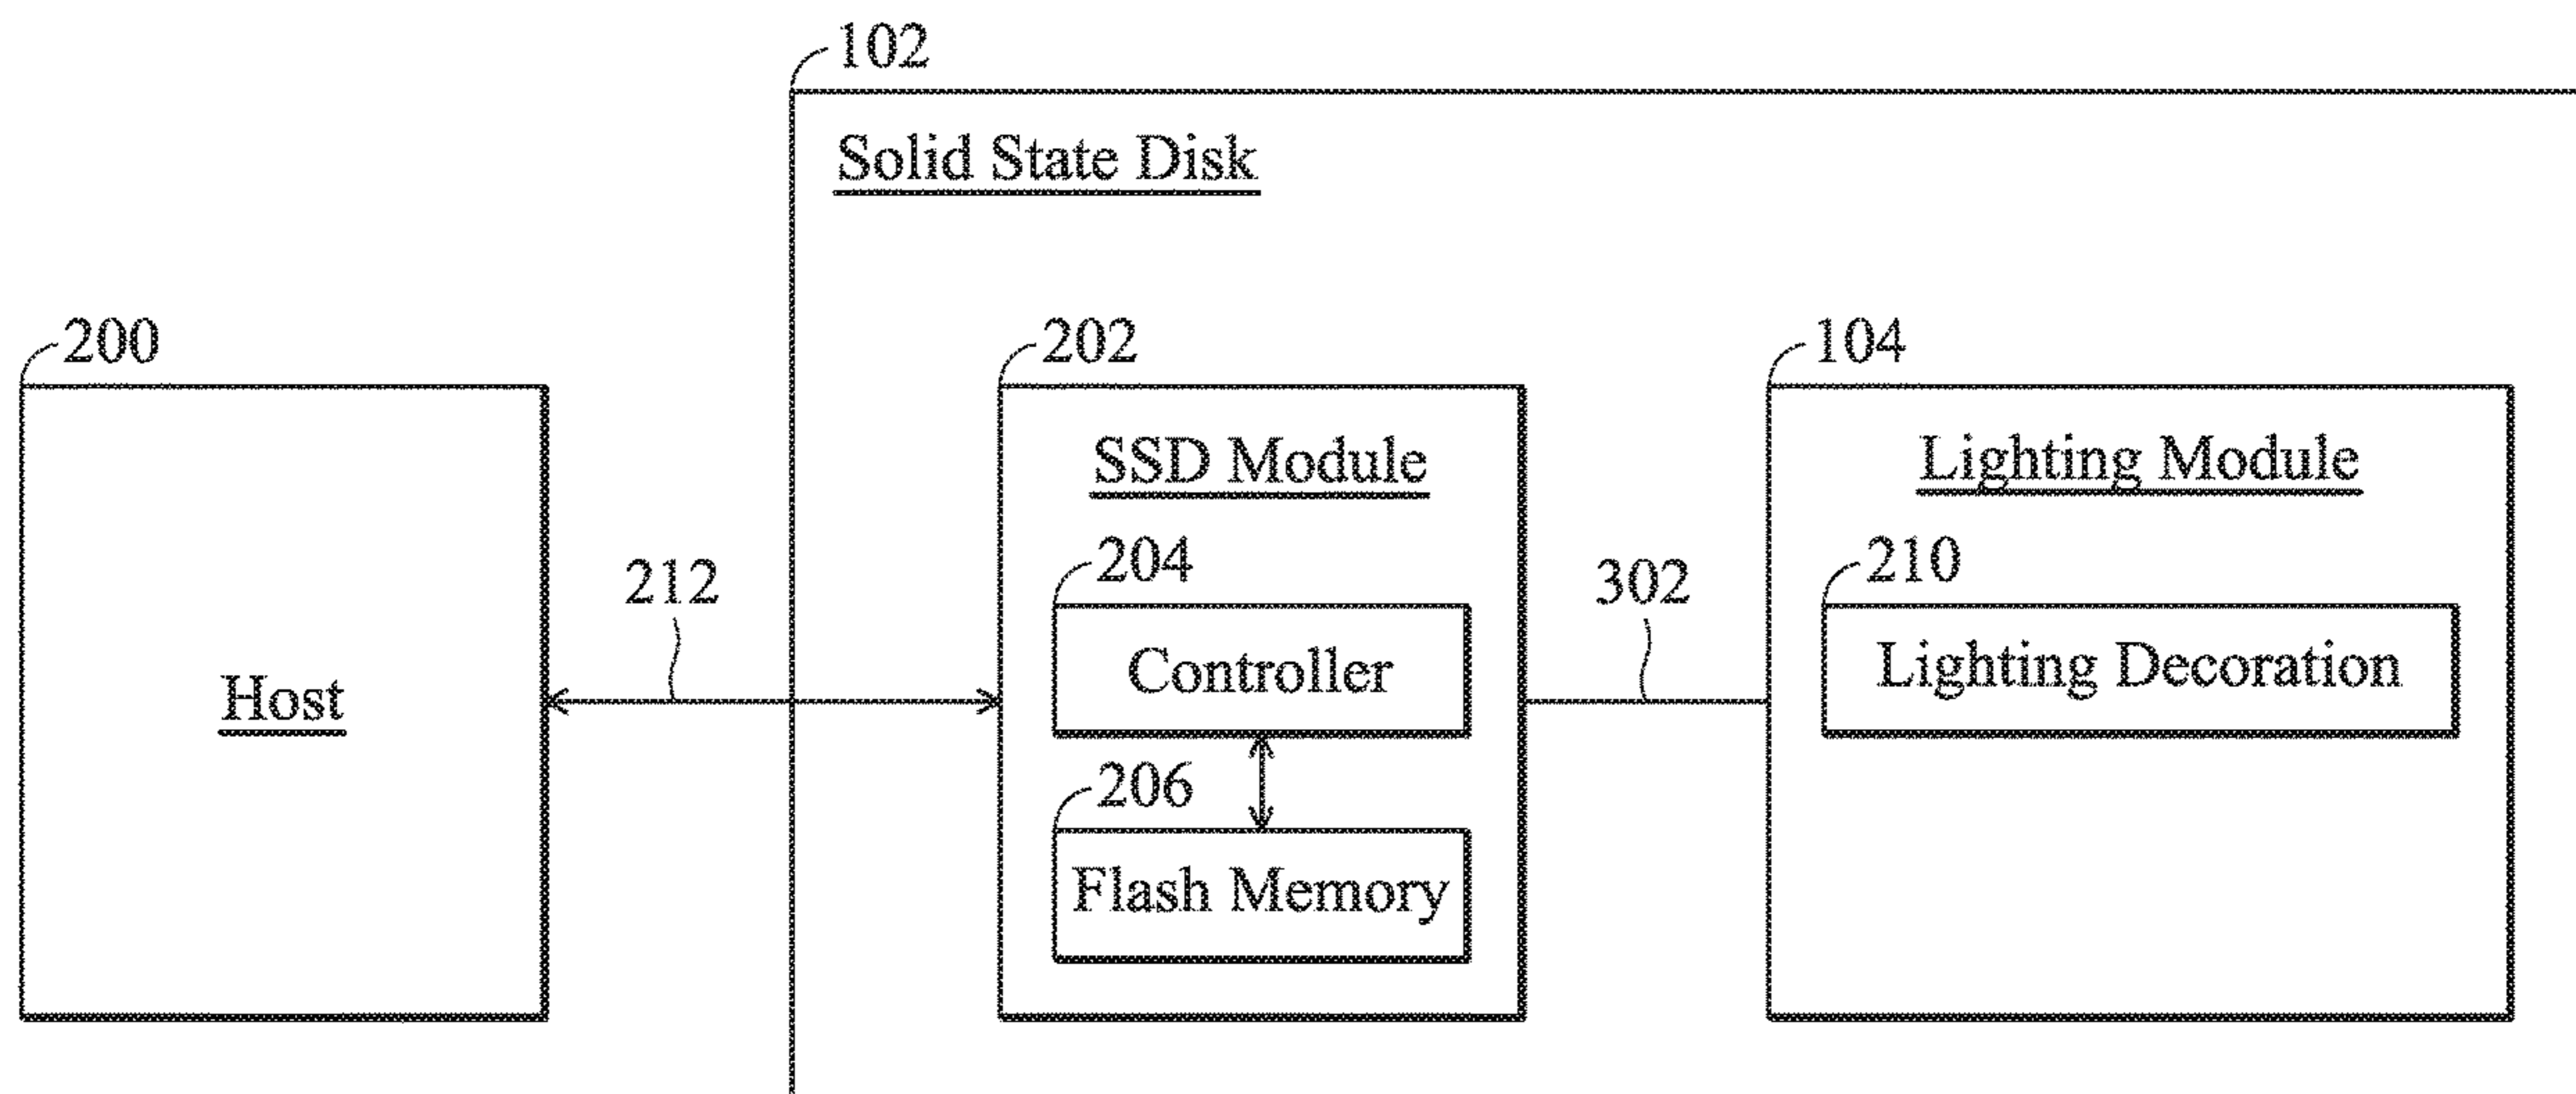 102
Solid State Disk
200
202
104
SSD Module
Lighting Module
212
204
302
210
Host
Controller
Lighting Decoration
206
Flash Memory